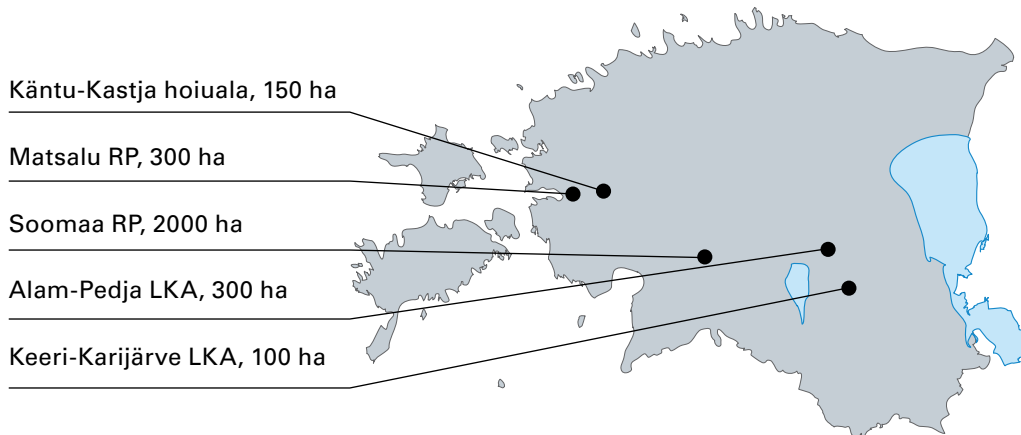 Käntu-Kastja hoiuala, 150 ha
Matsalu RP, 300 ha
Soomaa RP, 2000 ha
Alam-Pedja LKA, 300 ha
Keeri-Karijärve LKA, 100 ha